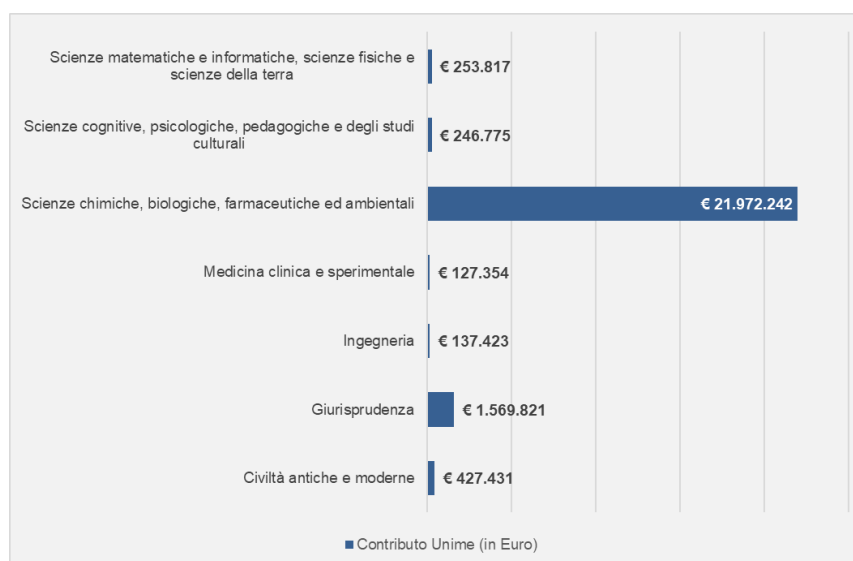 Scienze matematiche e informatiche, scienze fisiche e
scienze della terra
€ 253.817
Scienze cognitive, psicologiche, pedagogiche e degli studi
culturali
€ 246.775
Scienze chimiche, biologiche, farmaceutiche ed ambientali
€ 21.972.242
Medicina clinica e sperimentale
€ 127.354
Ingegneria
€ 137.423
Giurisprudenza
€ 1.569.821
Civiltà antiche e moderne
€ 427.431
Contributo Unime (in Euro)